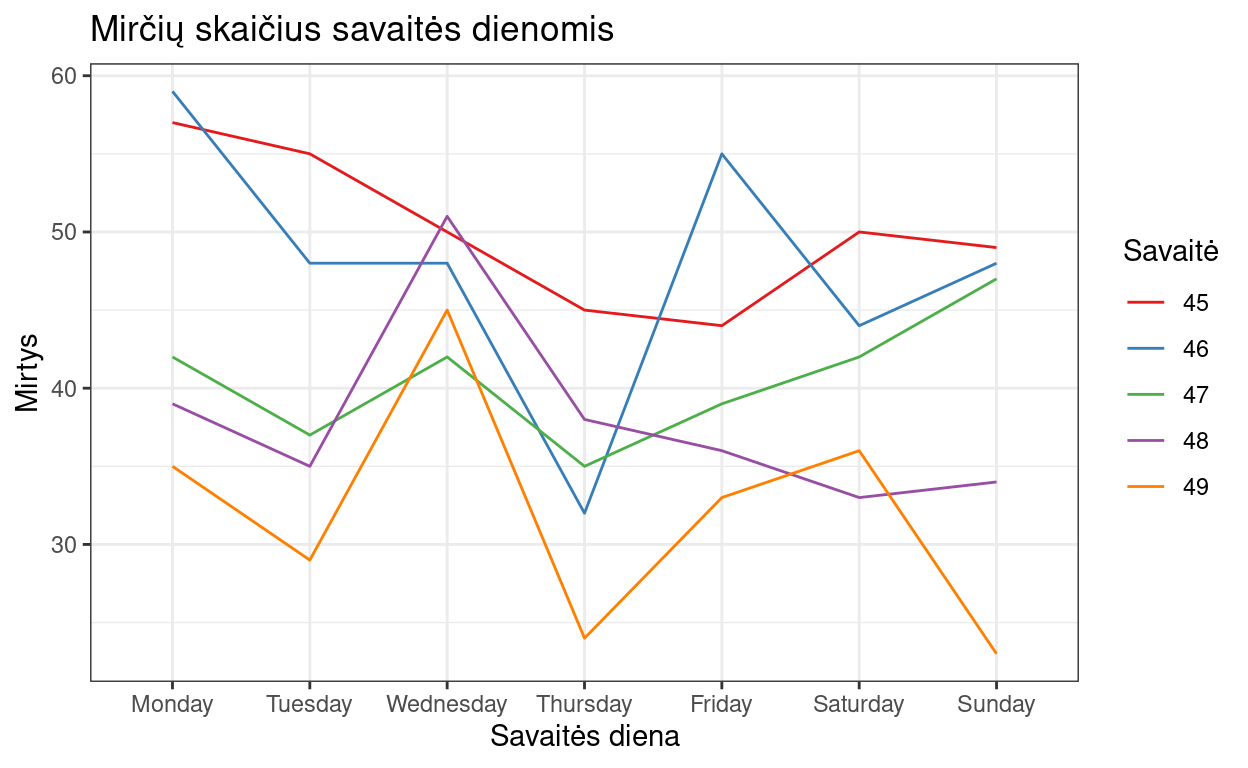 Mirčių skaičius savaitės dienomis
60
50
40
30
Mirtys
Monday Tuesday Wednesday Thursday Friday Saturday Sunday
Savaitės diena
Savaitė
45
46
47
48
49